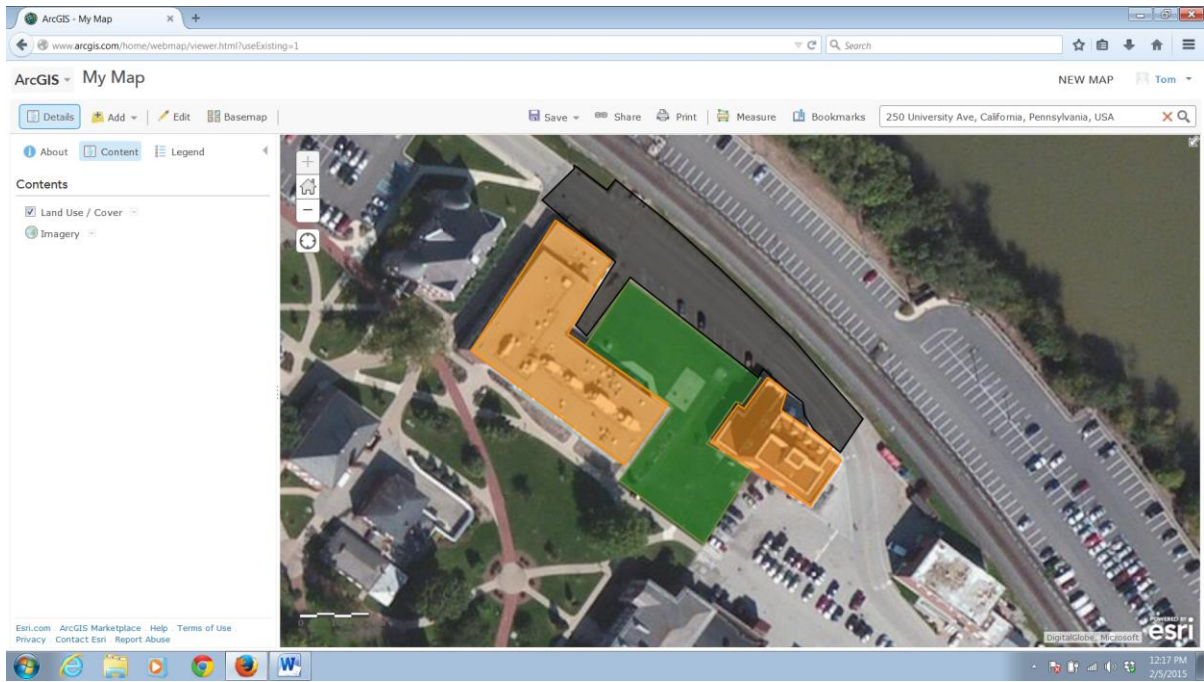 ArcGIS - My Map
www.arcgis.com/home/webmap/viewer.html?useExisting=1
Search
ArcGIS My Map
NEW MAP Tom
Details Add Edit Basemap Save Share Print Measure Bookmarks 250 University Ave, California, Pennsylvania, USA
About Content Legend
Contents
Land Use / Cover
Imagery
Esri.com ArcGIS Marketplace Help Terms of Use
Privacy Contact Esri Report Abuse
DigitalGlobe, Microsoft
POWERED BY
esri
12:17 PM
2/5/2015